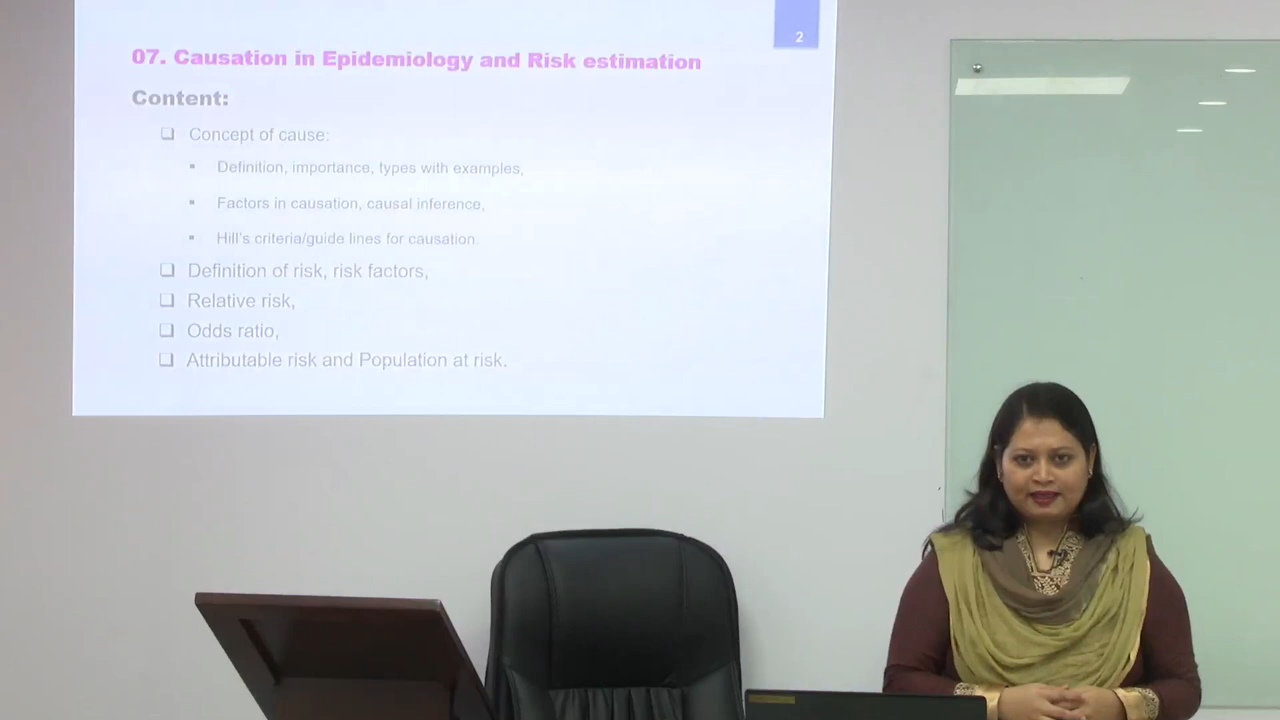 2
07. Causation in Epidemiology and Risk estimation
Content:
❑ Concept of cause:
▪ Definition, importance, types with examples,
▪ Factors in causation, causal inference,
▪ Hill's criteria/guide lines for causation.
❑ Definition of risk, risk factors,
❑ Relative risk,
❑ Odds ratio,
❑ Attributable risk and Population at risk.